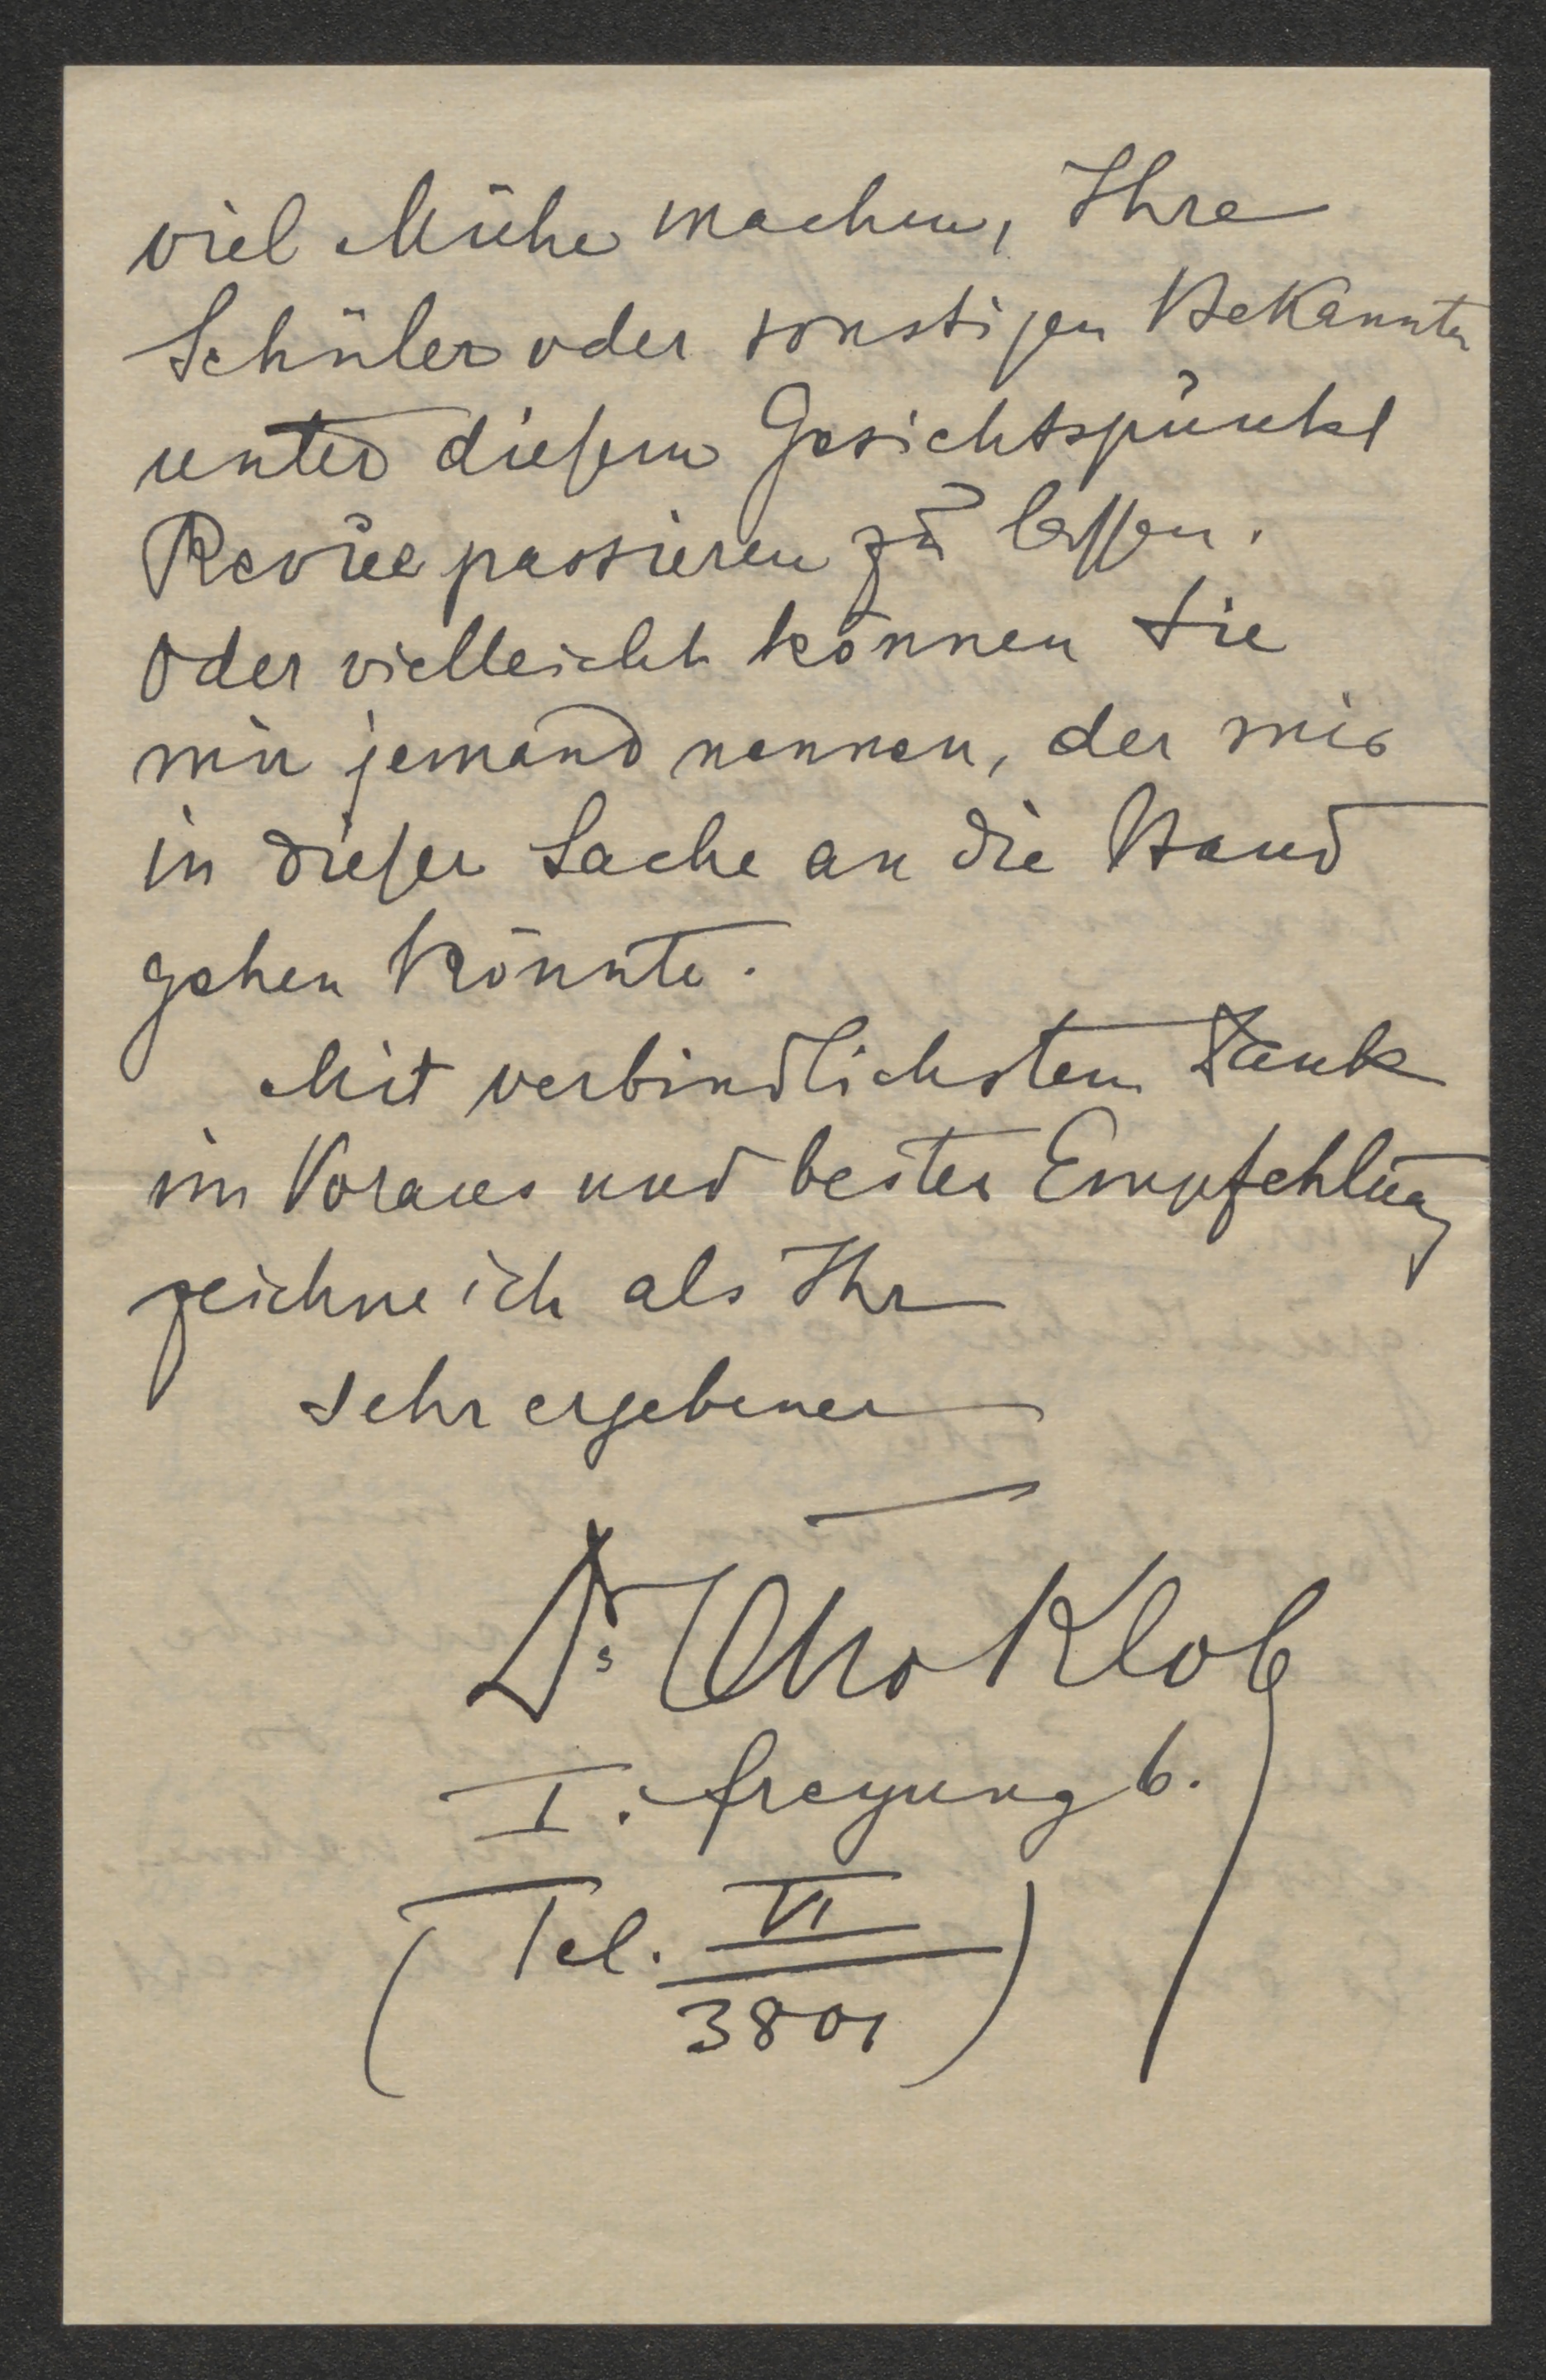 viel Mühe machen, Ihre
Schüler oder sonstigen Bekannten
unter diesem Gesichtspunkt
Revue passieren zu lassen.
Oder vielleicht können Sie
mir jemand nennen, der mir
in dieser Sache an die Hand
gehen könnte.
Mit verbindlichstem Dank
im Voraus und bester Empfehlung
zeichne ich als Ihr
sehr ergebener
Dr. Otto Klob
I. Freyung 6.
(Tel. VI
3801)